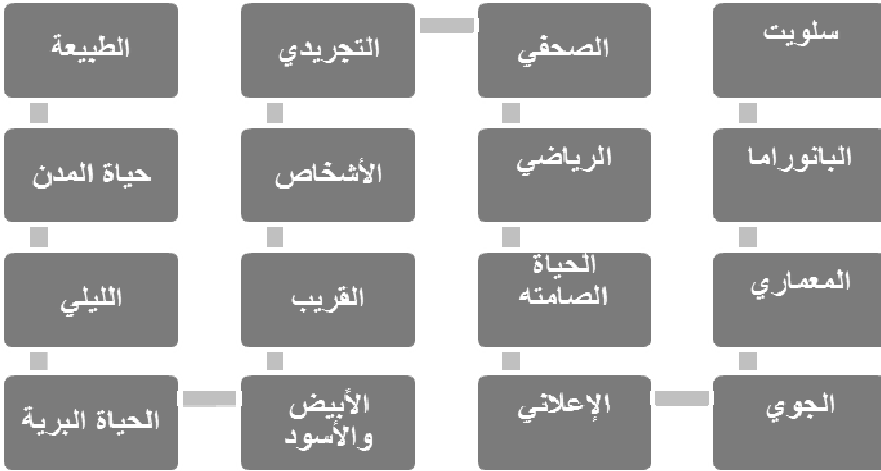 الطبيعة
حياة المدن
الليلي
الحياة البرية
الأبيض
والأسود
القريب
الأشخاص
التجريدي
الصحفي
الرياضي
الحياة
الصامته
الإعلاني
الجوي
المعماري
البانوراما
سلويت